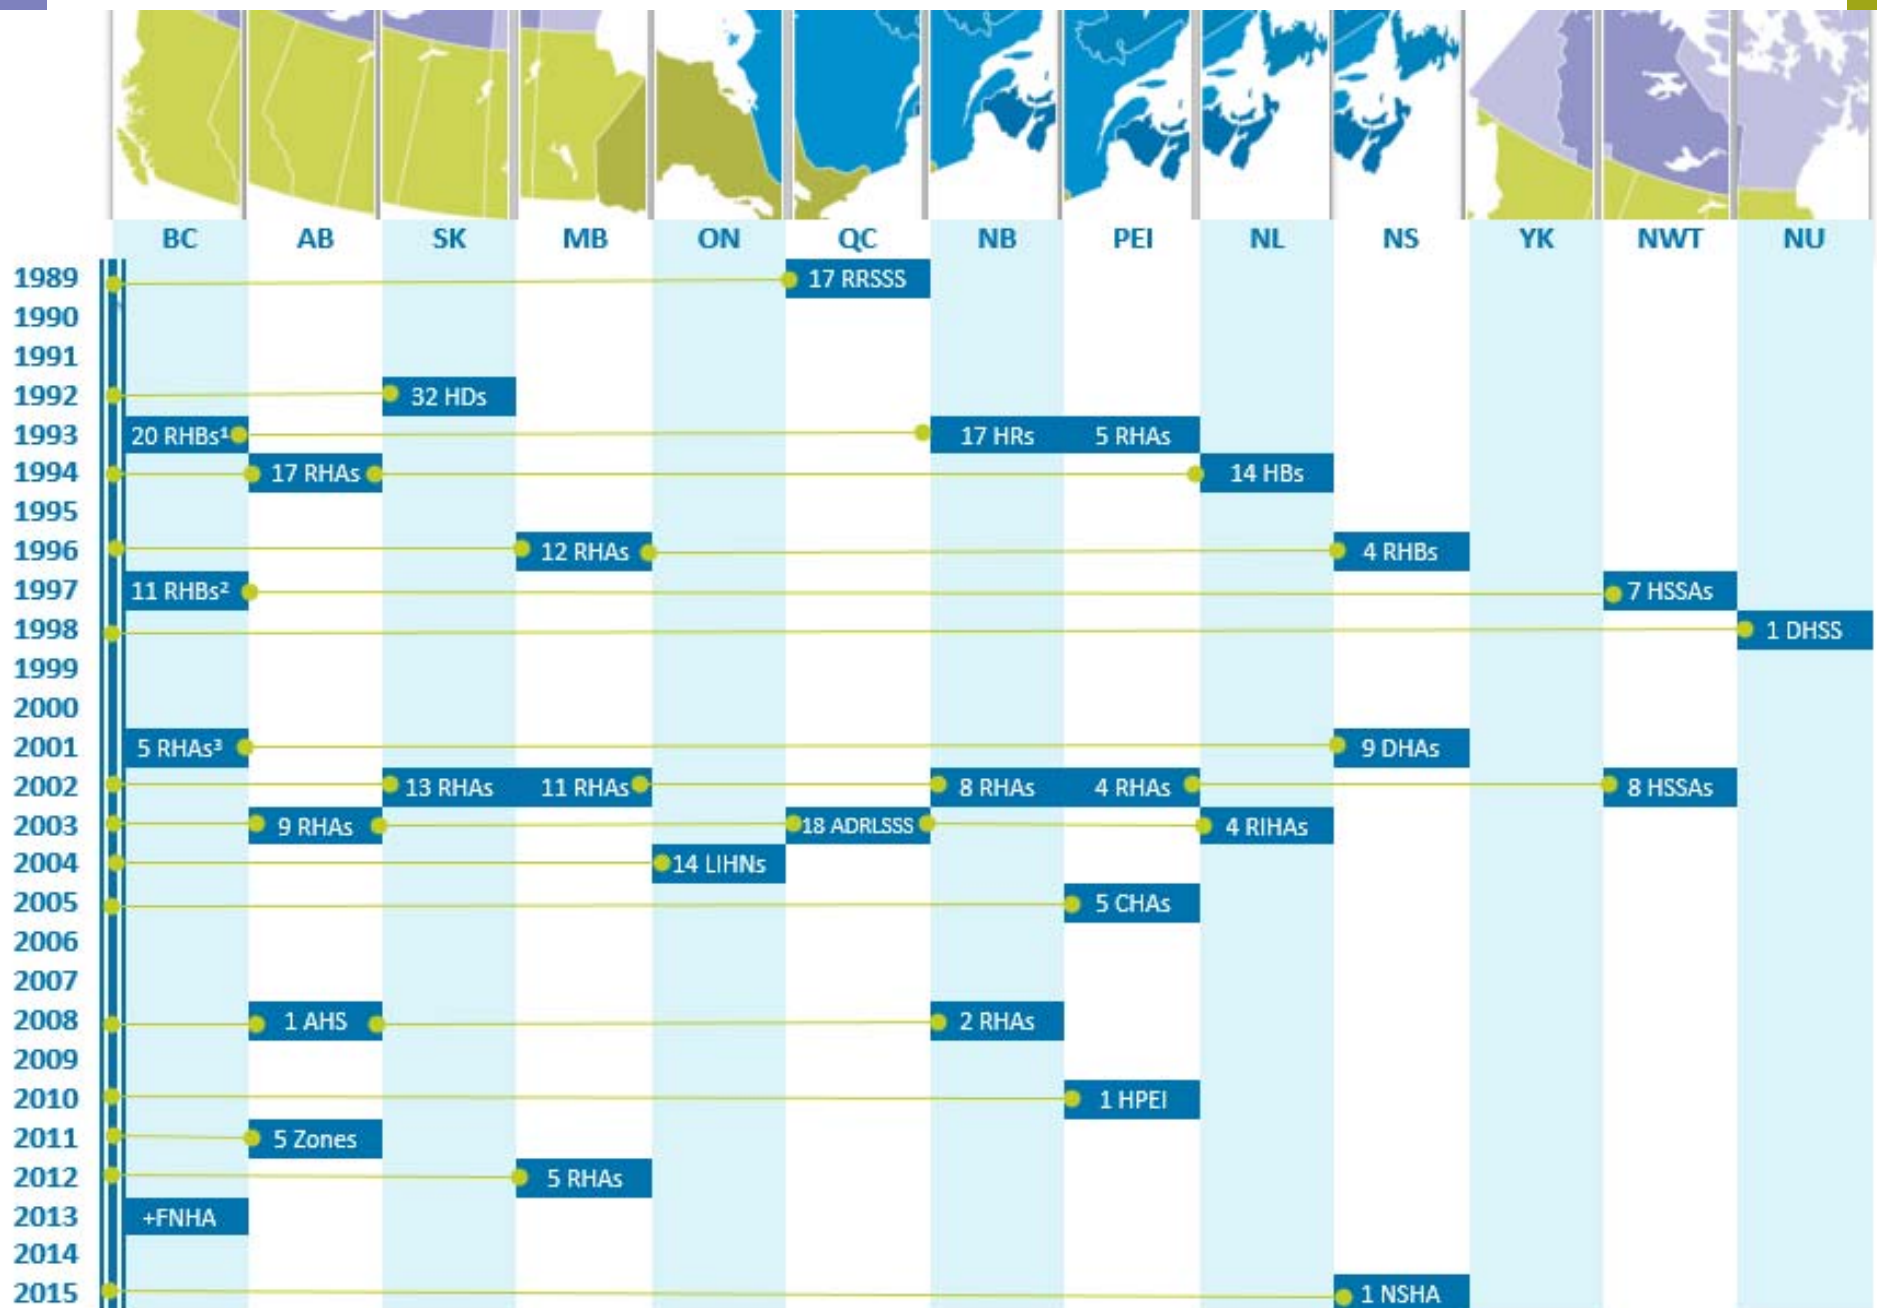 BC AB SK MB ON QC NB PEI NL NS YK NWT NU
1989 17 RRSSS
1990
1991
1992 32 HDs
1993 20 RHBs¹ 17 HRs 5 RHAs
1994 17 RHAs 14 HBs
1995
1996 12 RHAs 4 RHBs
1997 11 RHBs² 7 HSSAs
1998 1 DHSS
1999
2000
2001 5 RHAs³ 9 DHAs
2002 13 RHAs 11 RHAs 8 RHAs 4 RHAs 8 HSSAs
2003 9 RHAs 18 ADRLSSS 4 RIHAs
2004 14 LIHNs
2005 5 CHAs
2006
2007
2008 1 AHS 2 RHAs
2009
2010 1 HPEI
2011 5 Zones
2012 5 RHAs
2013 +FNHA
2014
2015 1 NSHA